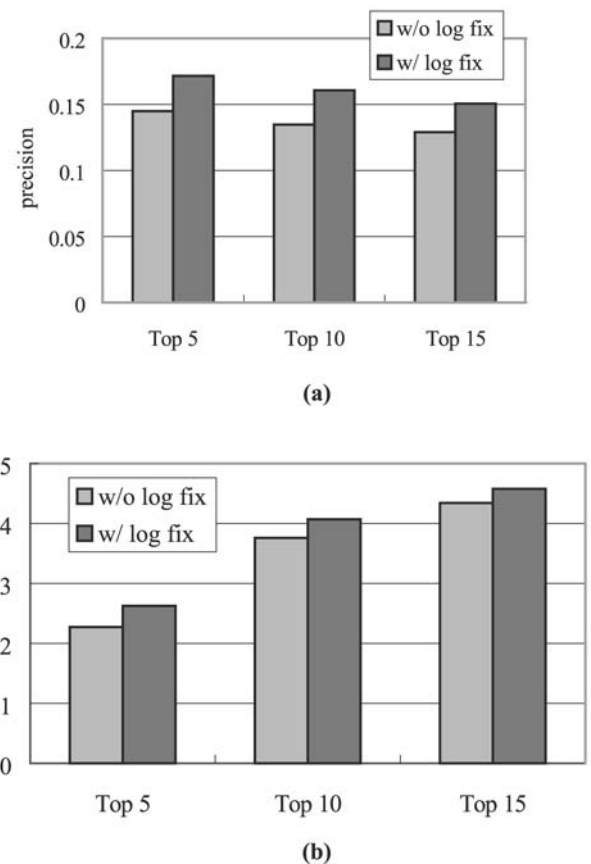 w/o log fix
w/ log fix
0.2
0.15
0.1
0.05
0
precision
Top 5 Top 10 Top 15
(a)
5
4
3
2
1
0
w/o log fix
w/ log fix
Top 5 Top 10 Top 15
(b)